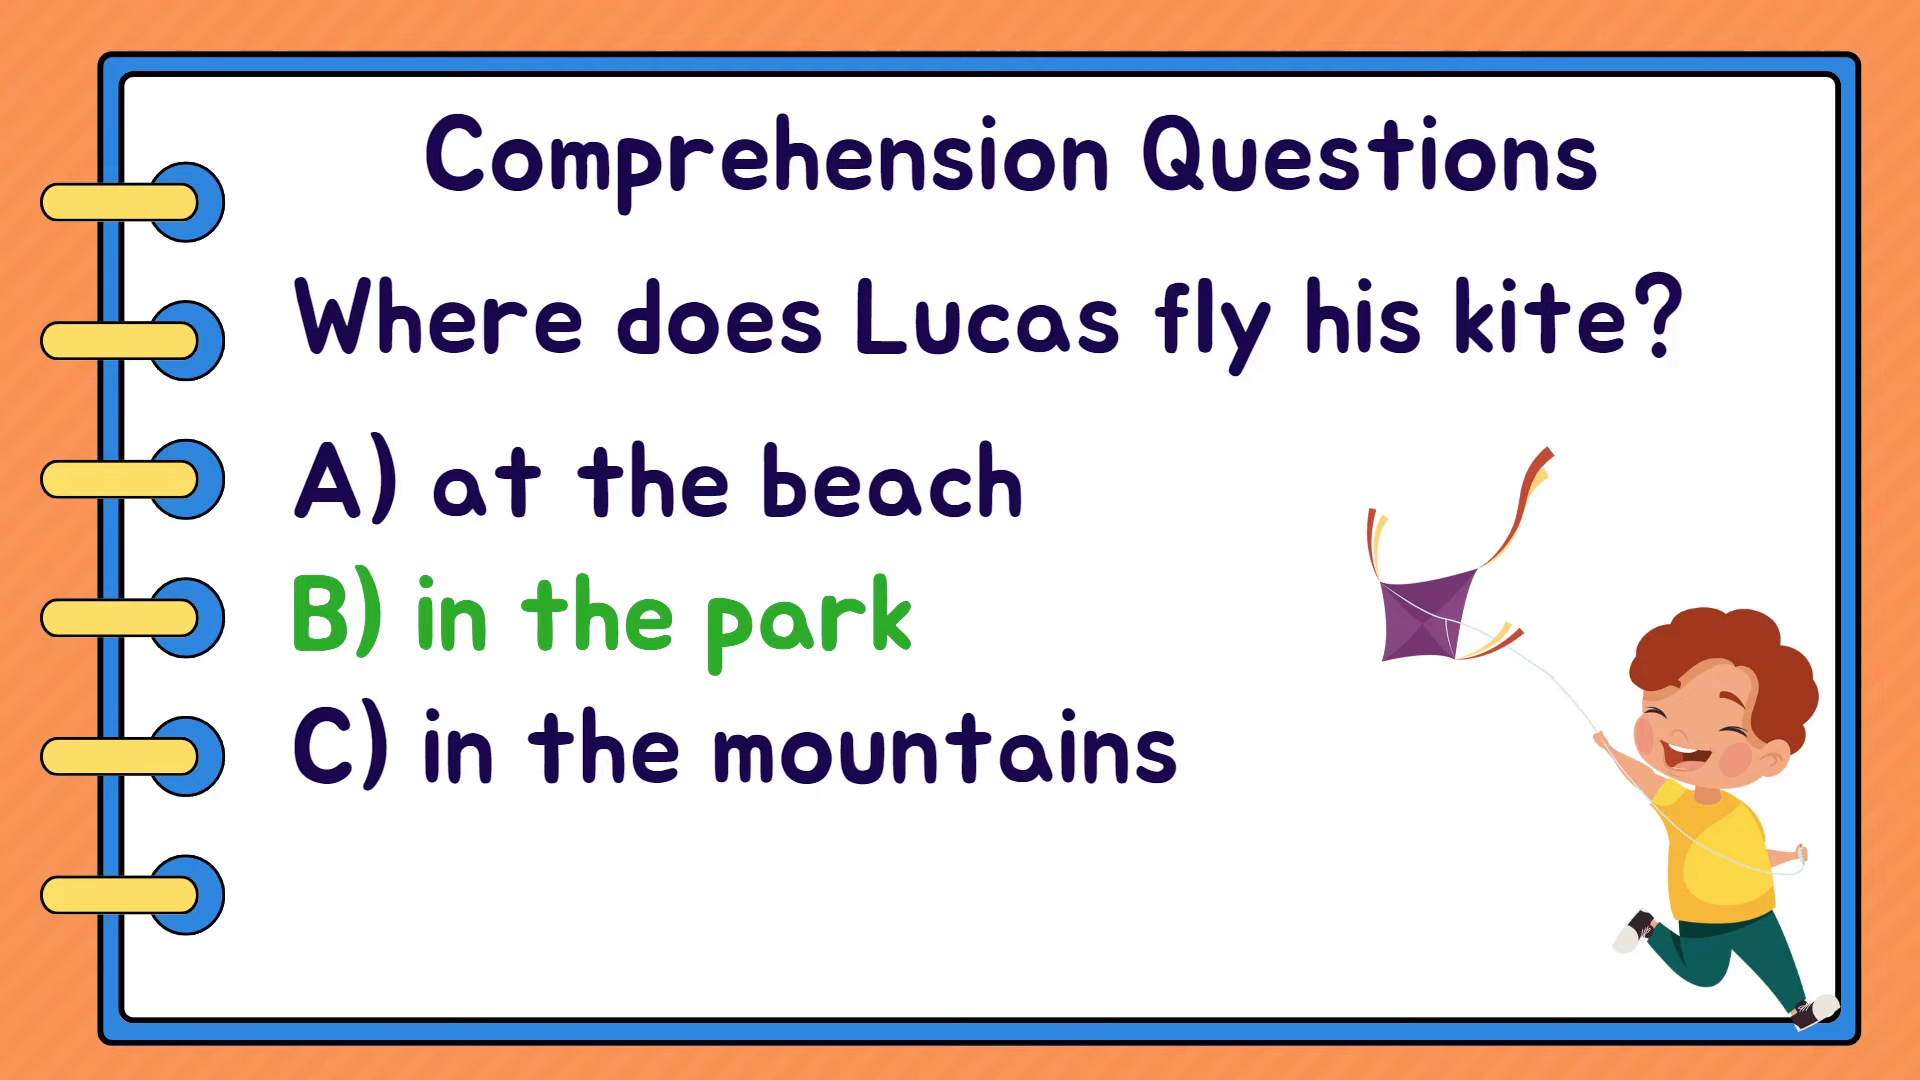 Comprehension Questions
Where does Lucas fly his kite?
A) at the beach
B) in the park
C) in the mountains